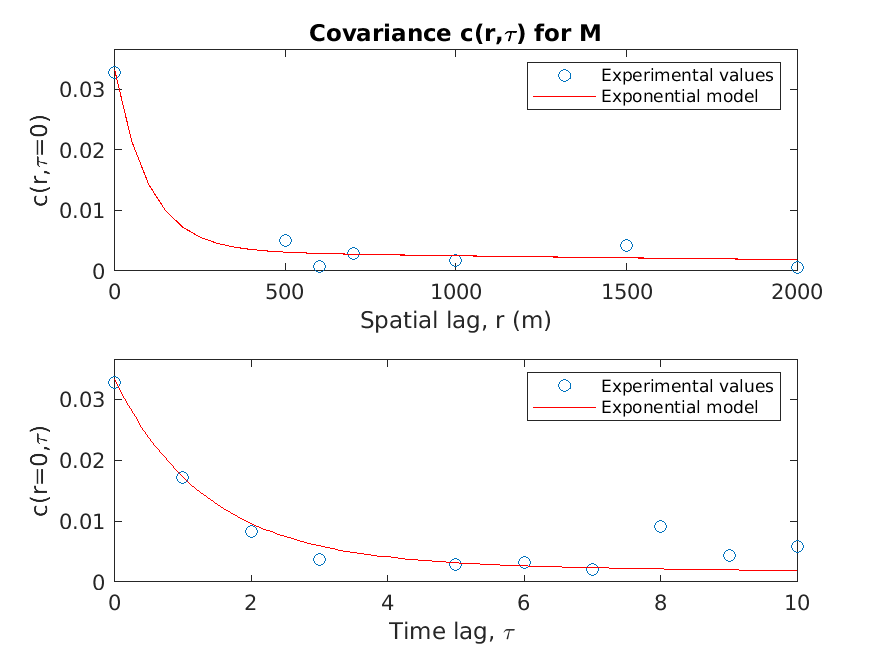 Covariance c(r,τ) for M
c(r,τ=0)
0.03
0.02
0.01
0
0
500
1000
1500
2000
Spatial lag, r (m)
Experimental values
Exponential model
c(r=0,τ)
0.03
0.02
0.01
0
0
2
4
6
8
10
Time lag, τ
Experimental values
Exponential model